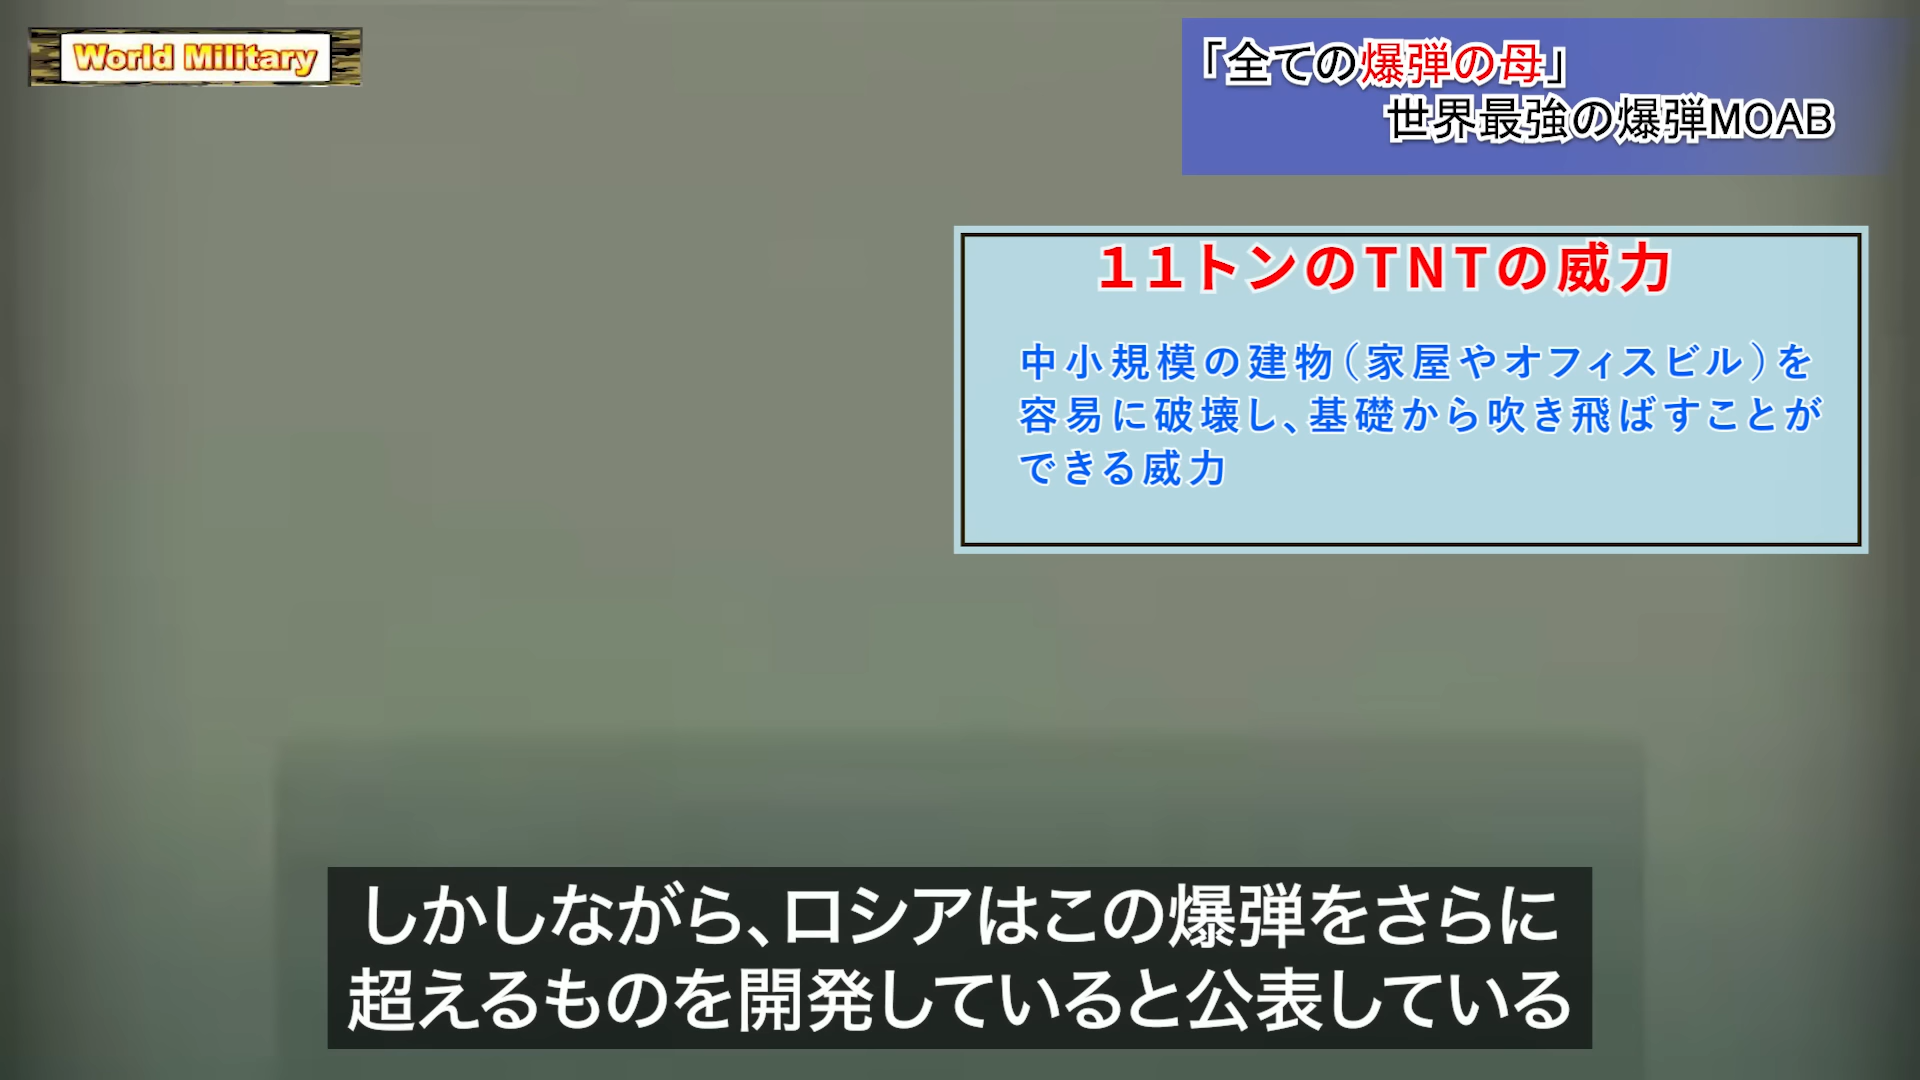 World Military
「全ての爆弾の母」
世界最強の爆弾MOAB
11トンのTNTの威力
中小規模の建物(家屋やオフィスビル)を
容易に破壊し、基礎から吹き飛ばすことが
できる威力
しかしながら、ロシアはこの爆弾をさらに
超えるものを開発していると公表している